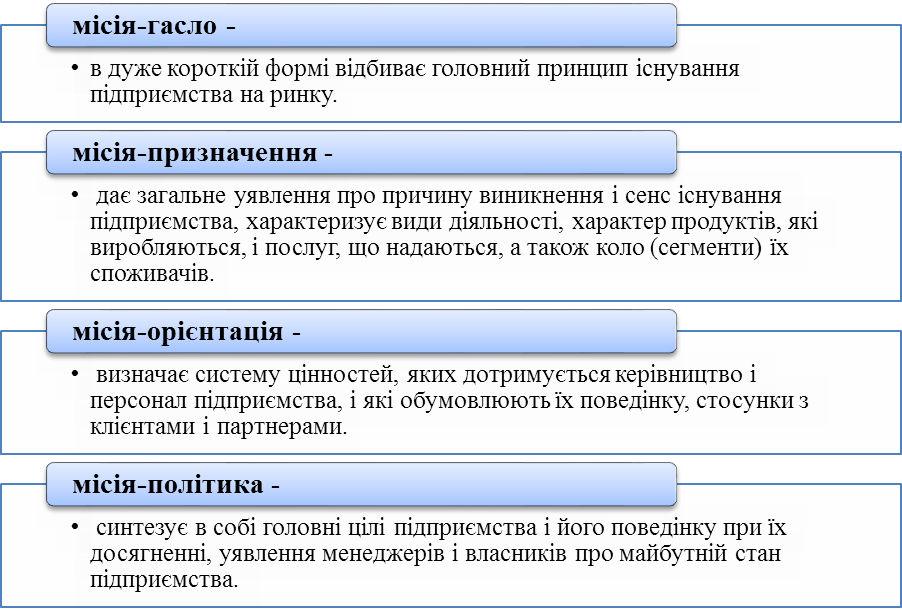 місія-гасло -
• в дуже короткій формі відбиває головний принцип існування
підприємства на ринку.
місія-призначення -
• дає загальне уявлення про причину виникнення і сенс існування
підприємства, характеризує види діяльності, характер продуктів, які
виробляються, і послуг, що надаються, а також коло (сегменти) їх
споживачів.
місія-орієнтація -
• визначає систему цінностей, яких дотримується керівництво і
персонал підприємства, і які обумовлюють їх поведінку, стосунки з
клієнтами і партнерами.
місія-політика -
• синтезує в собі головні цілі підприємства і його поведінку при їх
досягненні, уявлення менеджерів і власників про майбутній стан
підприємства.